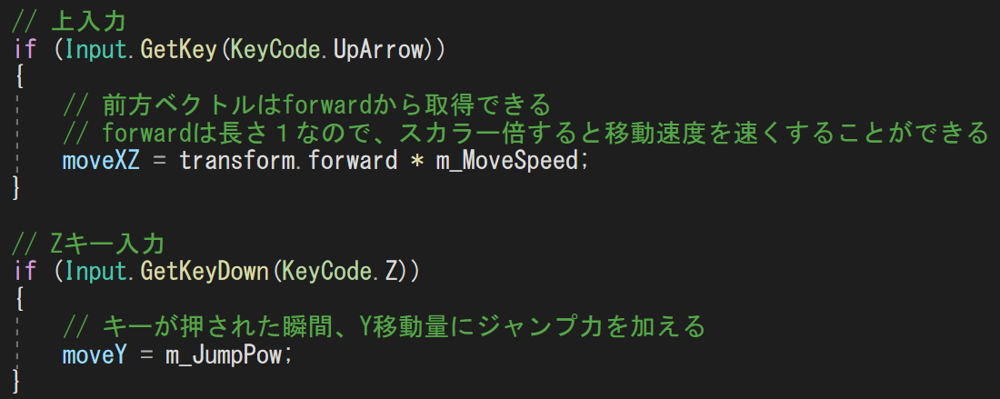 // 上入力
if (Input.GetKey(KeyCode.UpArrow))
{
// 前方ベクトルはforwardから取得できる
// forwardは長さ１なので、スカラー倍すると移動速度を速くすることができる
moveXZ = transform.forward * m_MoveSpeed;
}
// Zキー入力
if (Input.GetKeyDown(KeyCode.Z))
{
// キーが押された瞬間、Y移動量にジャンプ力を加える
moveY = m_JumpPow;
}